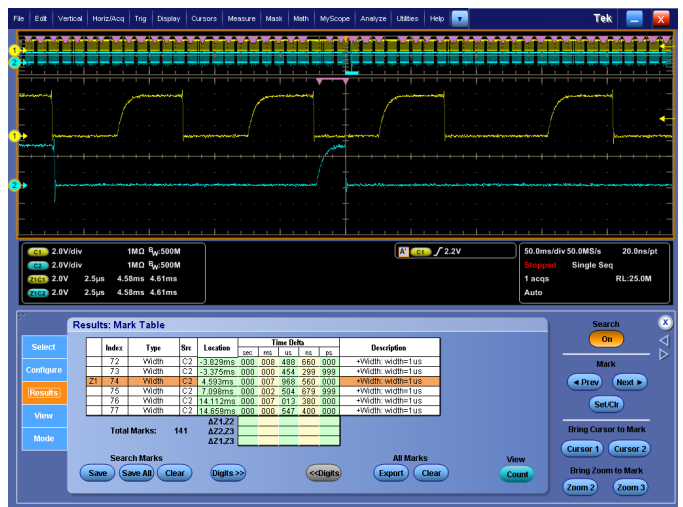 File Edit Vertical Horiz/Acq Trig Display Cursors Measure Mask Math MyScope Analyze Utilities Help Tek X
1
2
1
2
C1 2.0V/div 1MΩ BW:500M
C2 2.0V/div 1MΩ BW:500M
Z1C1 2.0V 2.5µs 4.58ms 4.61ms
Z1C2 2.0V 2.5µs 4.58ms 4.61ms
A' C1 2.2V
50.0ms/div 50.0MS/s 20.0ns/pt
Stopped Single Seq
1 acqs RL:25.0M
Auto
Results: Mark Table
Select
Configure
Results
View
Mode
Index Type Src Location Time Delta Description
sec ms us ns ps
72 Width C2 -3.829ms 000 008 488 660 000 +Width: width=1us
73 Width C2 -3.375ms 000 000 454 299 999 +Width: width=1us
Z1 74 Width C2 4.593ms 000 007 968 560 000 +Width: width=1us
75 Width C2 7.098ms 000 002 504 679 999 +Width: width=1us
76 Width C2 14.112ms 000 007 013 380 000 +Width: width=1us
77 Width C2 14.659ms 000 000 547 400 000 +Width: width=1us
Total Marks: 141
ΔZ1,Z2
ΔZ2,Z3
ΔZ1,Z3
Search Marks
Save Save All Clear
Digits >>
<<Digits
All Marks
Export Clear
View
Count
Search
On
X
Mark
◄ Prev Next ►
Set/Clr
Bring Cursor to Mark
Cursor 1 Cursor 2
Bring Zoom to Mark
Zoom 2 Zoom 3